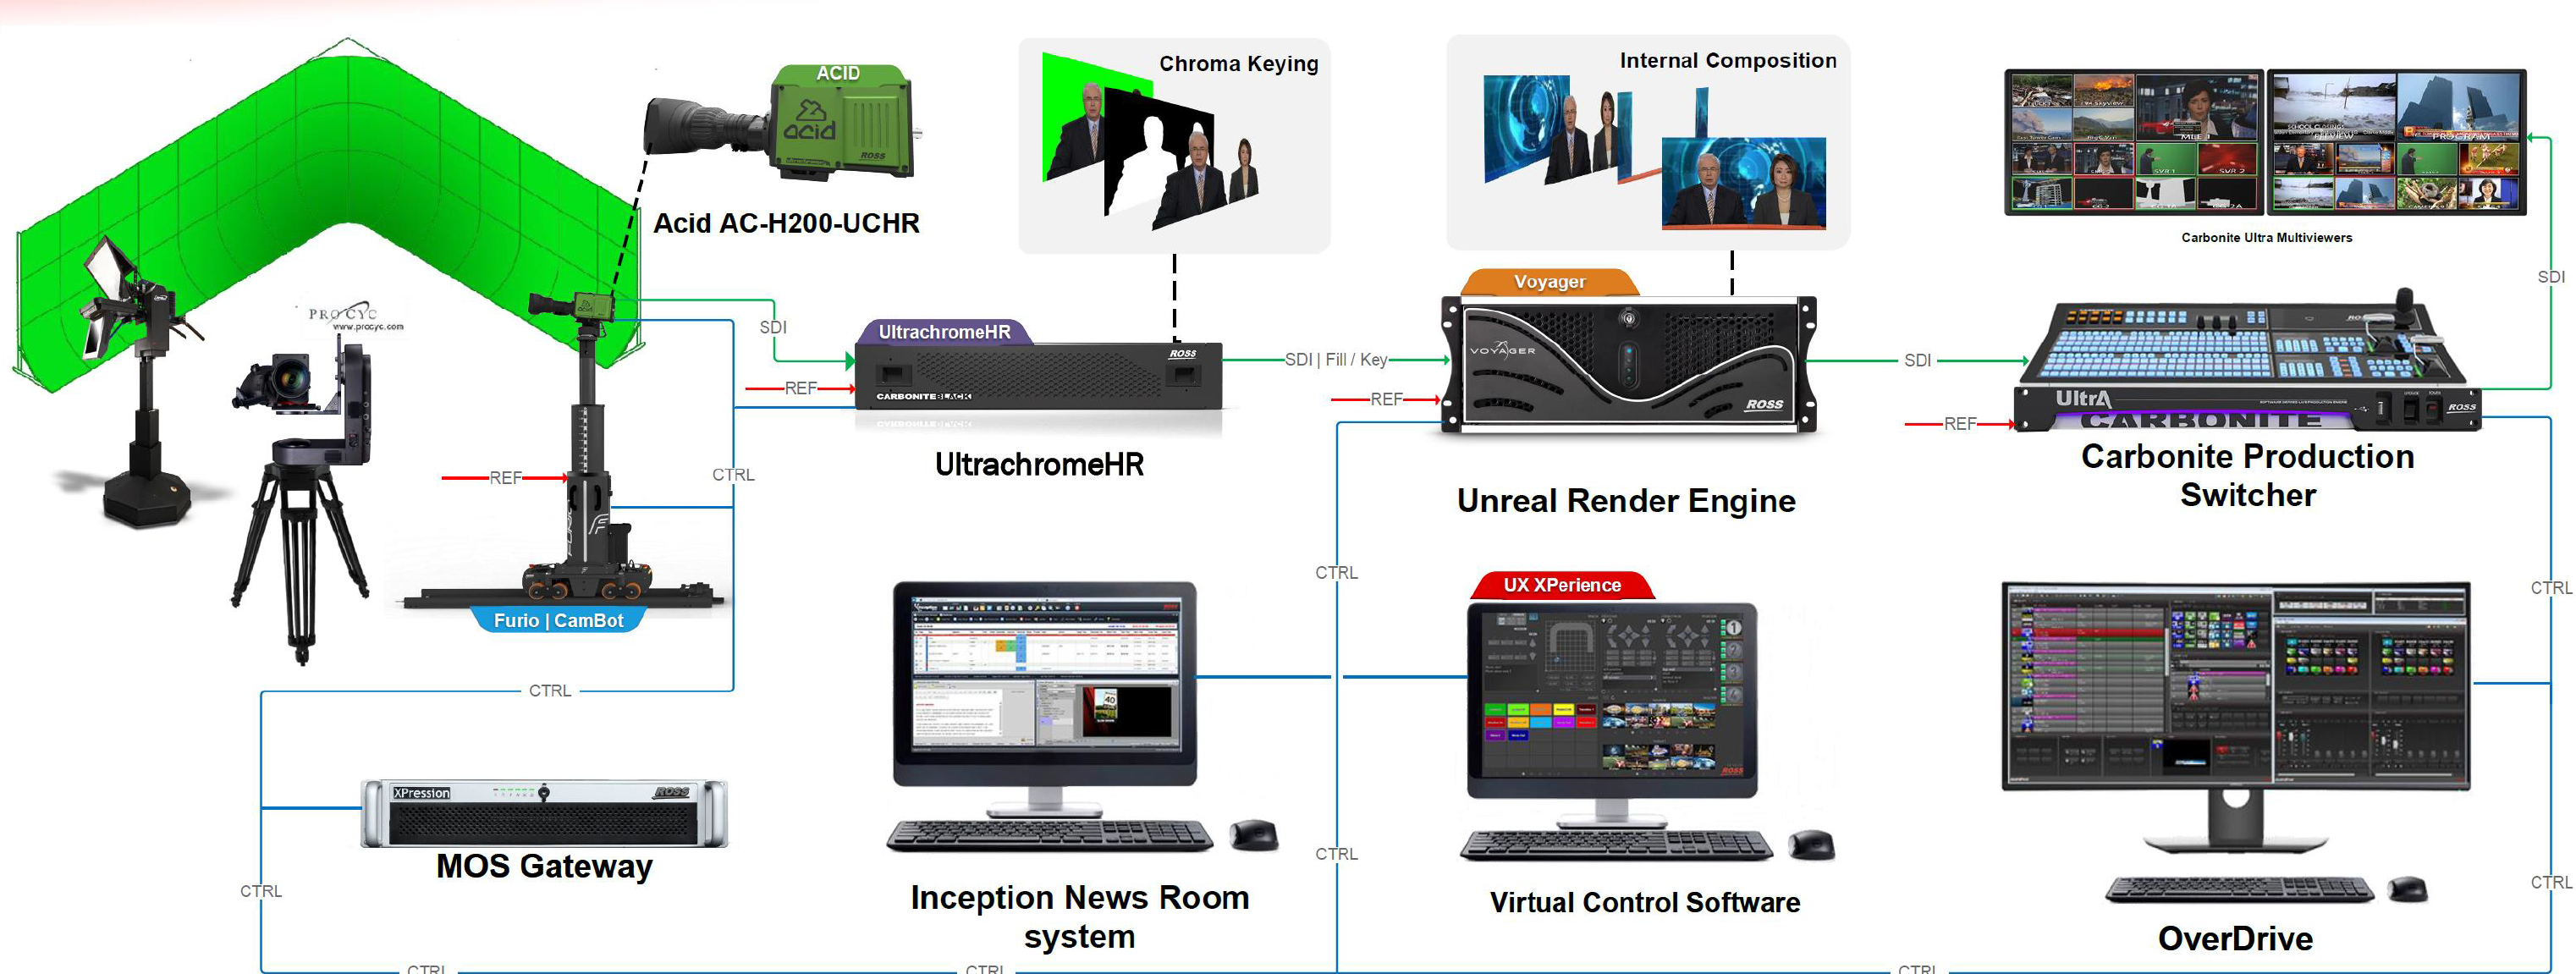 ACID
acid
ROSS
Acid AC-H200-UCHR
Chroma Keying
Internal Composition
Carbonite Ultra Multiviewers
PROCYC
www.procyc.com
SDI
REF
CTRL
REF
Furio | CamBot
CTRL
UltrachromeHR
ROSS
CARBONITEBLACK
UltrachromeHR
SDI | Fill / Key
REF
Voyager
VOYAGER
ROSS
Unreal Render Engine
SDI
REF
SDI
ROSS
UltrA
CARBONITE
ROSS
Carbonite Production
Switcher
CTRL
CTRL
UX XPerience
XPression
ROSS
MOS Gateway
CTRL
Inception News Room
system
CTRL
Virtual Control Software
OverDrive
CTRL
CTRL
CTRL
CTRL